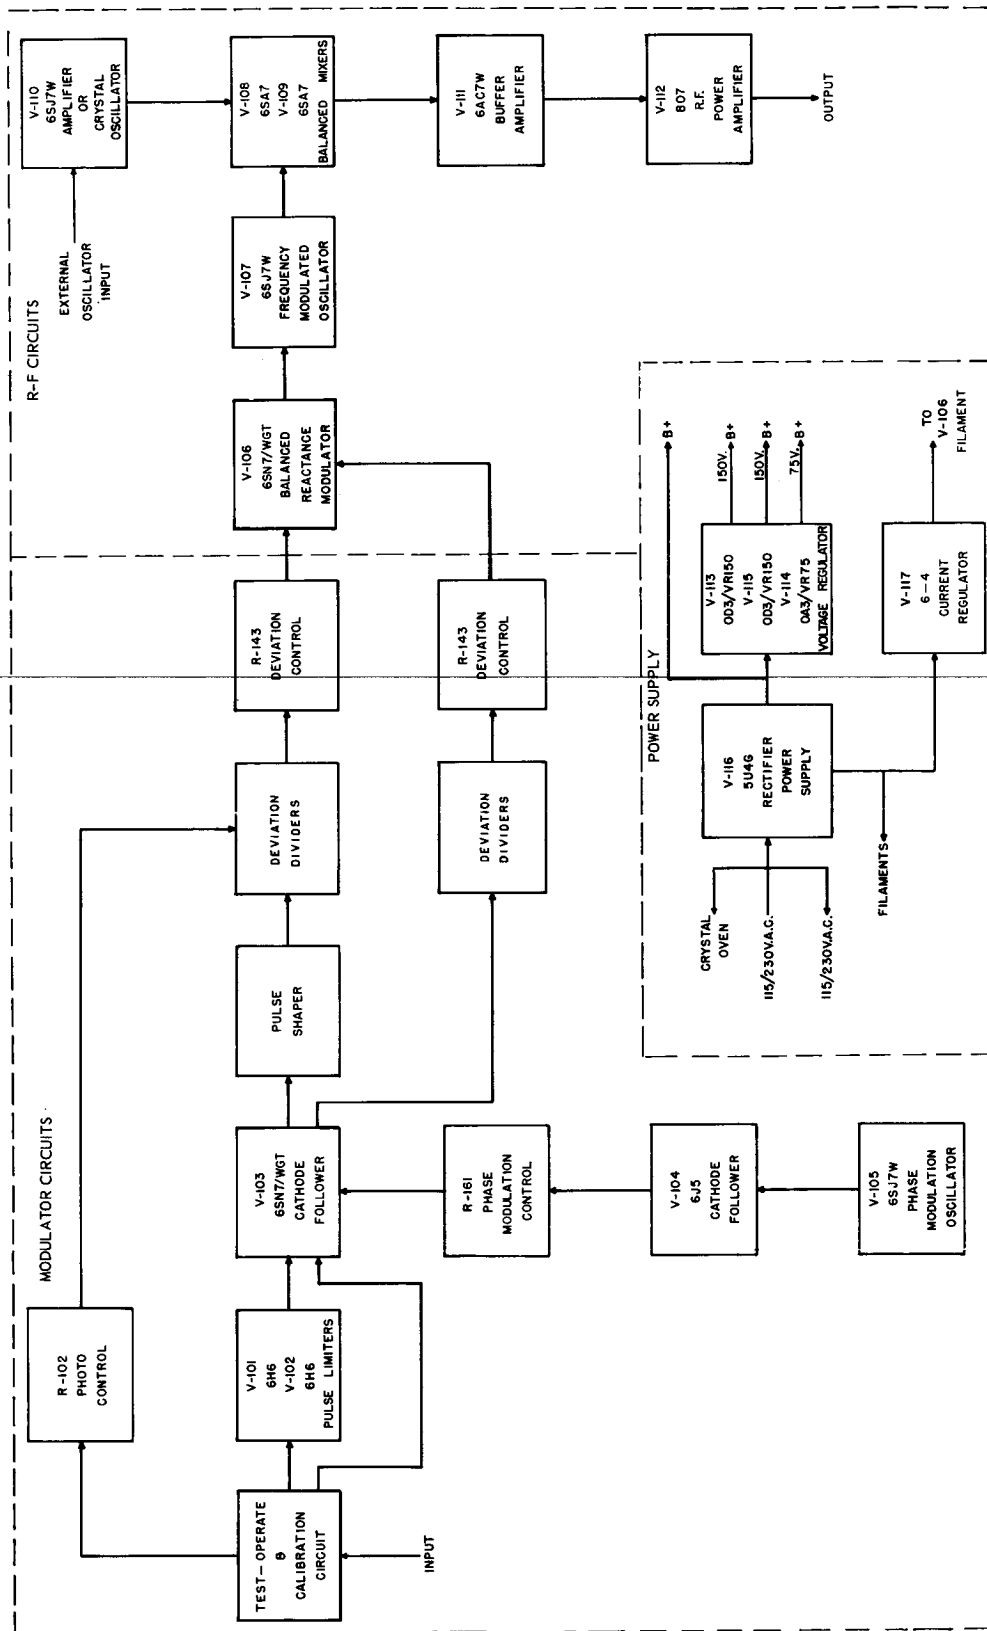 MODULATOR CIRCUITS
R-F CIRCUITS
R-102
PHOTO
CONTROL
TEST-OPERATE
&
CALIBRATION
CIRCUIT
INPUT
V-101
6H6
V-102
6H6
PULSE LIMITERS
V-103
6SN7/WGT
CATHODE
FOLLOWER
PULSE
SHAPER
DEVIATION
DIVIDERS
R-143
DEVIATION
CONTROL
V-106
6SN7/WGT
BALANCED
REACTANCE
MODULATOR
V-107
6SJ7W
FREQUENCY
MODULATED
OSCILLATOR
EXTERNAL
OSCILLATOR
INPUT
V-110
6SJ7W
AMPLIFIER
OR
CRYSTAL
OSCILLATOR
V-108
6SA7
V-109
6SA7
BALANCED MIXERS
V-111
6AC7W
BUFFER
AMPLIFIER
V-112
807
R.F.
POWER
AMPLIFIER
OUTPUT
R-161
PHASE
MODULATION
CONTROL
V-104
6J5
CATHODE
FOLLOWER
V-105
6SJ7W
PHASE
MODULATION
OSCILLATOR
DEVIATION
DIVIDERS
R-143
DEVIATION
CONTROL
POWER SUPPLY
CRYSTAL
OVEN
115/230V.A.C.
115/230V.A.C.
V-116
5U4G
RECTIFIER
POWER
SUPPLY
FILAMENTS
V-113
OD3/VR150
V-115
OD3/VR150
V-114
OA3/VR75
VOLTAGE REGULATOR
B+
150V. B+
150V. B+
75V. B+
V-117
6-4
CURRENT
REGULATOR
TO
V-106
FILAMENT